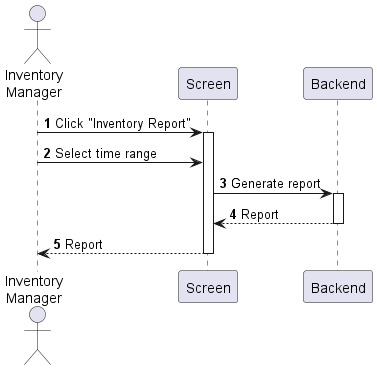 Inventory
Manager
Screen
Backend
1 Click "Inventory Report"
2 Select time range
3 Generate report
4 Report
5 Report
Inventory
Manager
Screen
Backend